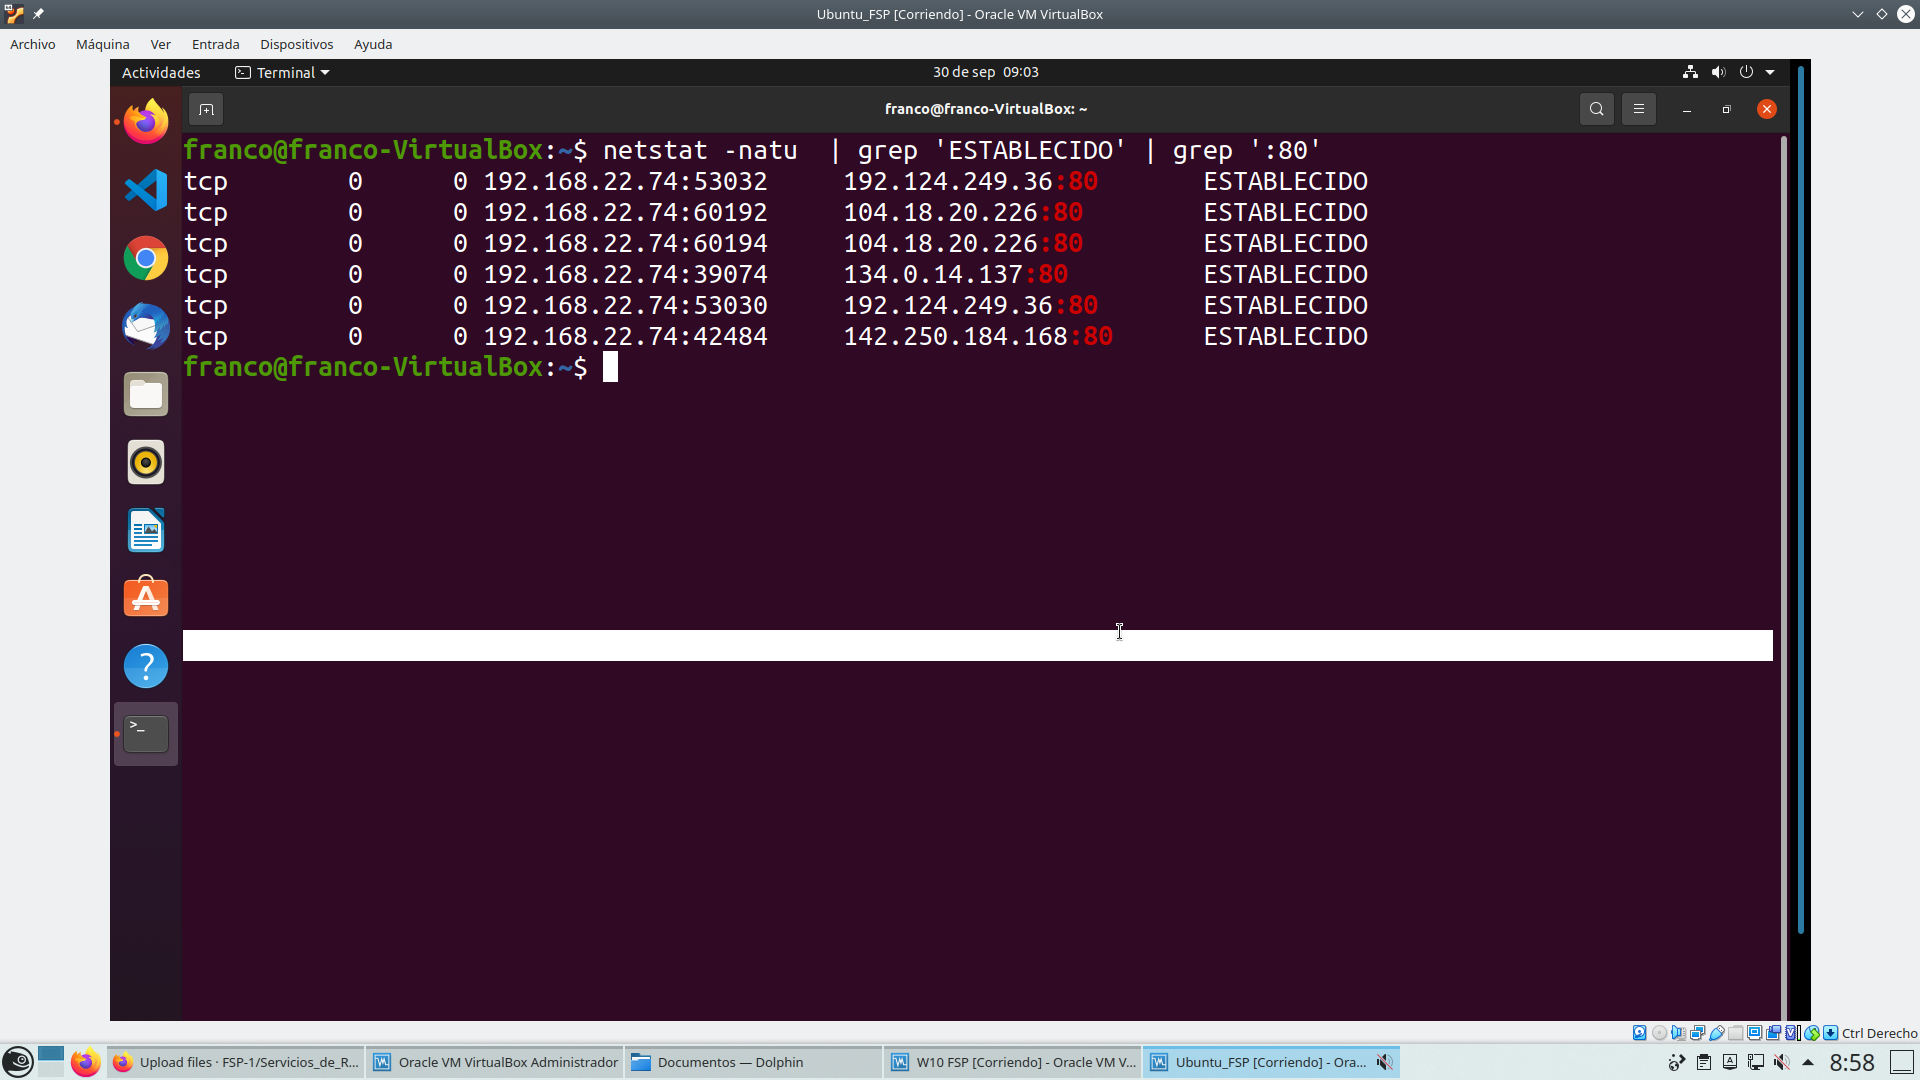 Ubuntu_FSP [Corriendo] - Oracle VM VirtualBox
Archivo Máquina Ver Entrada Dispositivos Ayuda
Actividades Terminal 30 de sep 09:03
franco@franco-VirtualBox: ~
franco@franco-VirtualBox:~$ netstat -natu  | grep 'ESTABLECIDO' | grep ':80'
tcp 0 0 192.168.22.74:53032 192.124.249.36:80 ESTABLECIDO
tcp 0 0 192.168.22.74:60192 104.18.20.226:80 ESTABLECIDO
tcp 0 0 192.168.22.74:60194 104.18.20.226:80 ESTABLECIDO
tcp 0 0 192.168.22.74:39074 134.0.14.137:80 ESTABLECIDO
tcp 0 0 192.168.22.74:53030 192.124.249.36:80 ESTABLECIDO
tcp 0 0 192.168.22.74:42484 142.250.184.168:80 ESTABLECIDO
franco@franco-VirtualBox:~$
Ctrl Derecho
Upload files · FSP-1/Servicios_de_R... Oracle VM VirtualBox Administrador Documentos — Dolphin W10 FSP [Corriendo] - Oracle VM V... Ubuntu_FSP [Corriendo] - Ora... 8:58